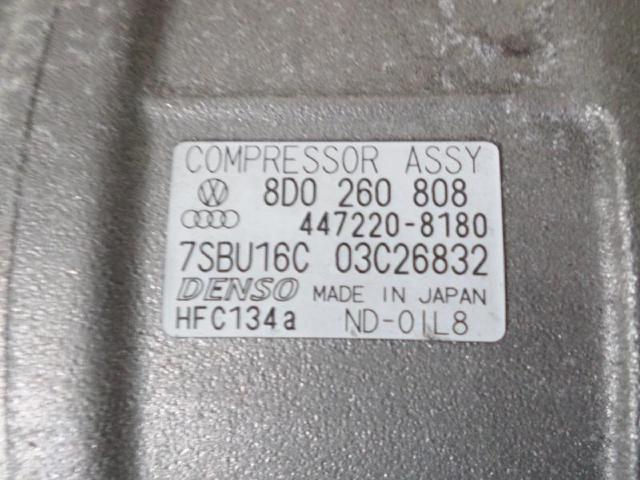 COMPRESSOR ASSY
8D0 260 808
447220-8180
7SBU16C 03C26832
DENSO MADE IN JAPAN
HFC134a ND-OIL8